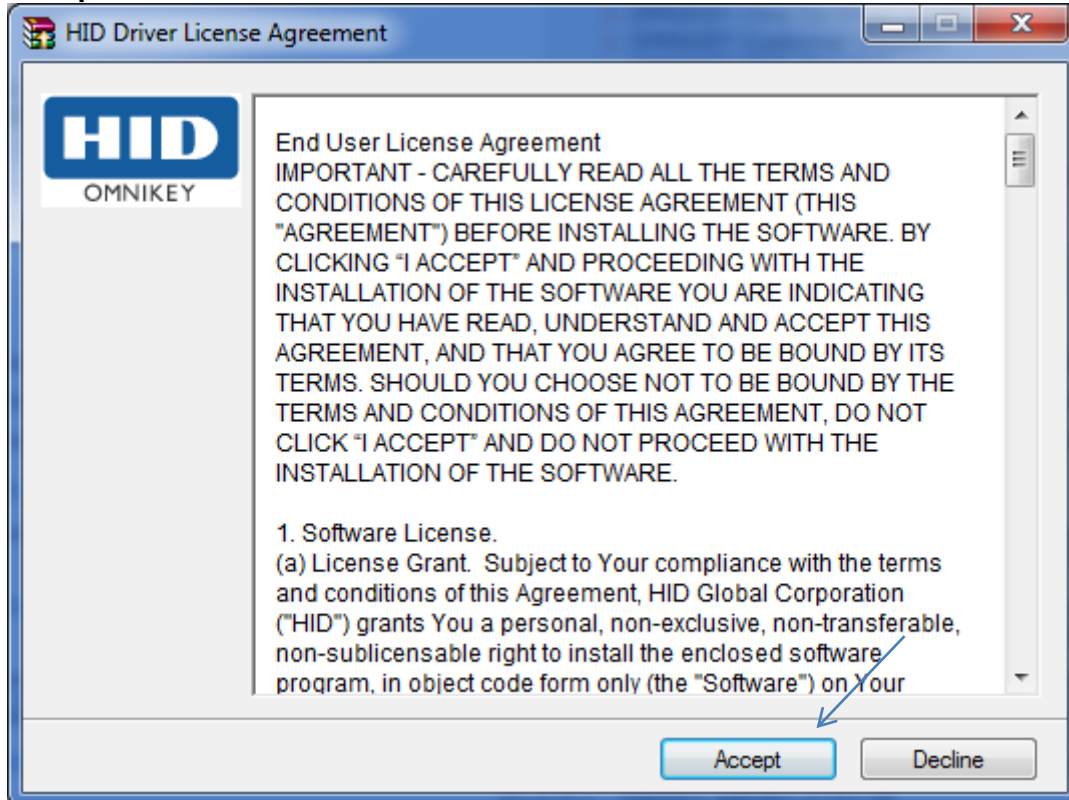 HID Driver License Agreement
HID
OMNIKEY
End User License Agreement
IMPORTANT - CAREFULLY READ ALL THE TERMS AND
CONDITIONS OF THIS LICENSE AGREEMENT (THIS
"AGREEMENT") BEFORE INSTALLING THE SOFTWARE. BY
CLICKING “I ACCEPT” AND PROCEEDING WITH THE
INSTALLATION OF THE SOFTWARE YOU ARE INDICATING
THAT YOU HAVE READ, UNDERSTAND AND ACCEPT THIS
AGREEMENT, AND THAT YOU AGREE TO BE BOUND BY ITS
TERMS. SHOULD YOU CHOOSE NOT TO BE BOUND BY THE
TERMS AND CONDITIONS OF THIS AGREEMENT, DO NOT
CLICK “I ACCEPT” AND DO NOT PROCEED WITH THE
INSTALLATION OF THE SOFTWARE.
1. Software License.
(a) License Grant.  Subject to Your compliance with the terms
and conditions of this Agreement, HID Global Corporation
("HID") grants You a personal, non-exclusive, non-transferable,
non-sublicensable right to install the enclosed software
program, in object code form only (the "Software") on Your
Accept
Decline